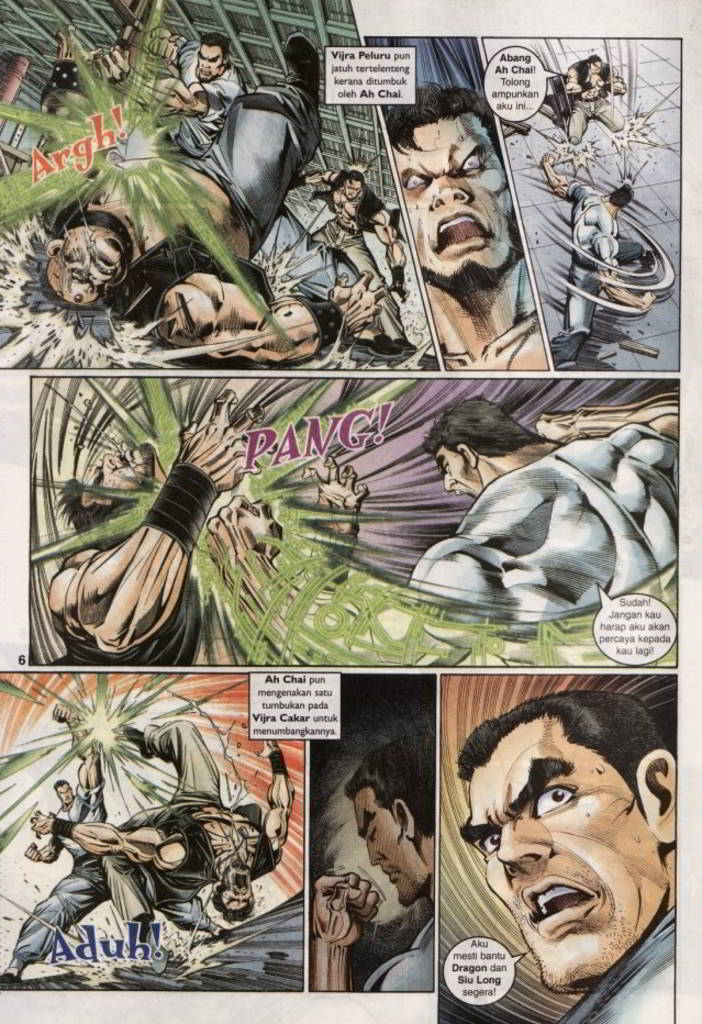 Vijra Peluru pun
jatuh tertelenteng
kerana ditumbuk
oleh Ah Chai.
Abang
Ah Chai!
Tolong
ampunkan
aku ini...
Argh!
PANG!
Sudah!
Jangan kau
harap aku akan
percaya kepada
kau lagi!
6
Ah Chai pun
mengenakan satu
tumbukan pada
Vijra Cakar untuk
menumbangkannya.
Aduh!
Aku
mesti bantu
Dragon dan
Siu Long
segera!